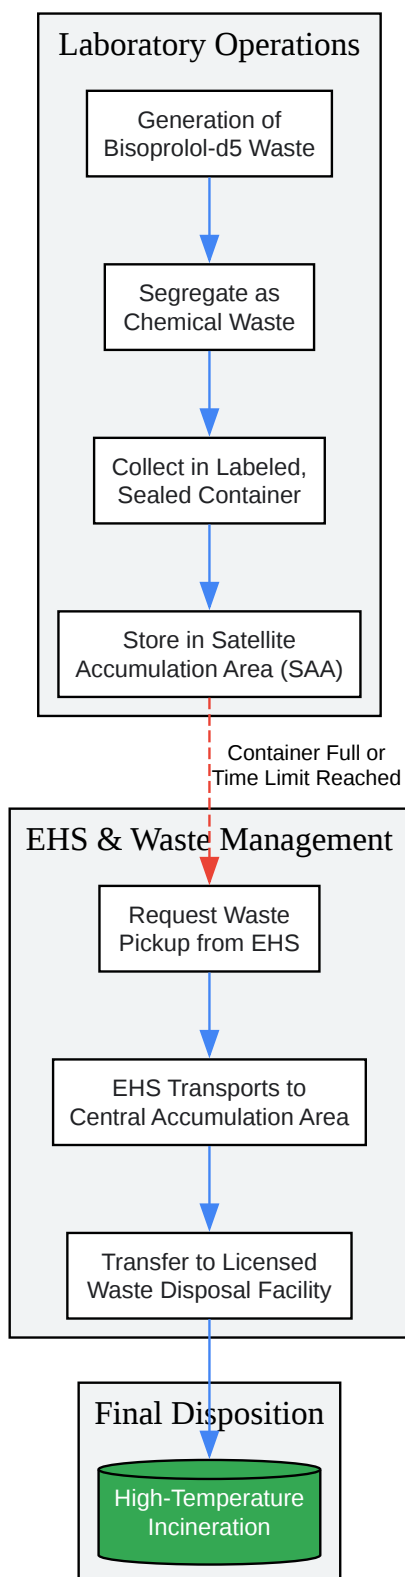 Laboratory Operations
Generation of
Bisoprolol-d5 Waste
Segregate as
Chemical Waste
Collect in Labeled,
Sealed Container
Store in Satellite
Accumulation Area (SAA)
Container Full or
Time Limit Reached
EHS & Waste Management
Request Waste
Pickup from EHS
EHS Transports to
Central Accumulation Area
Transfer to Licensed
Waste Disposal Facility
Final Disposition
High-Temperature
Incineration